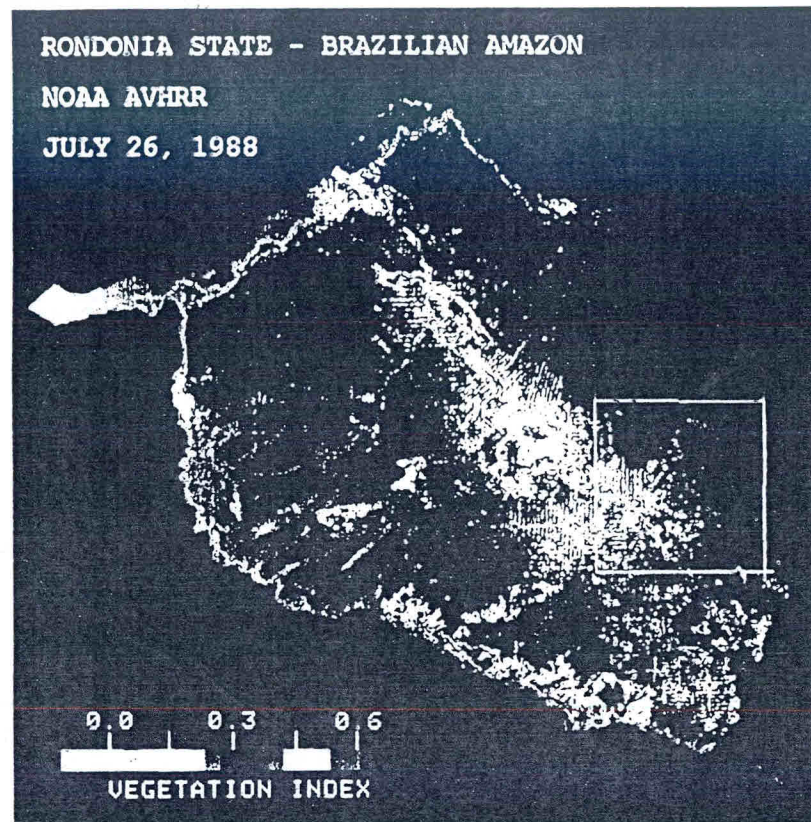 RONDONIA STATE - BRAZILIAN AMAZON
NOAA AVHRR
JULY 26, 1988
0.0 0.3 0.6
VEGETATION INDEX